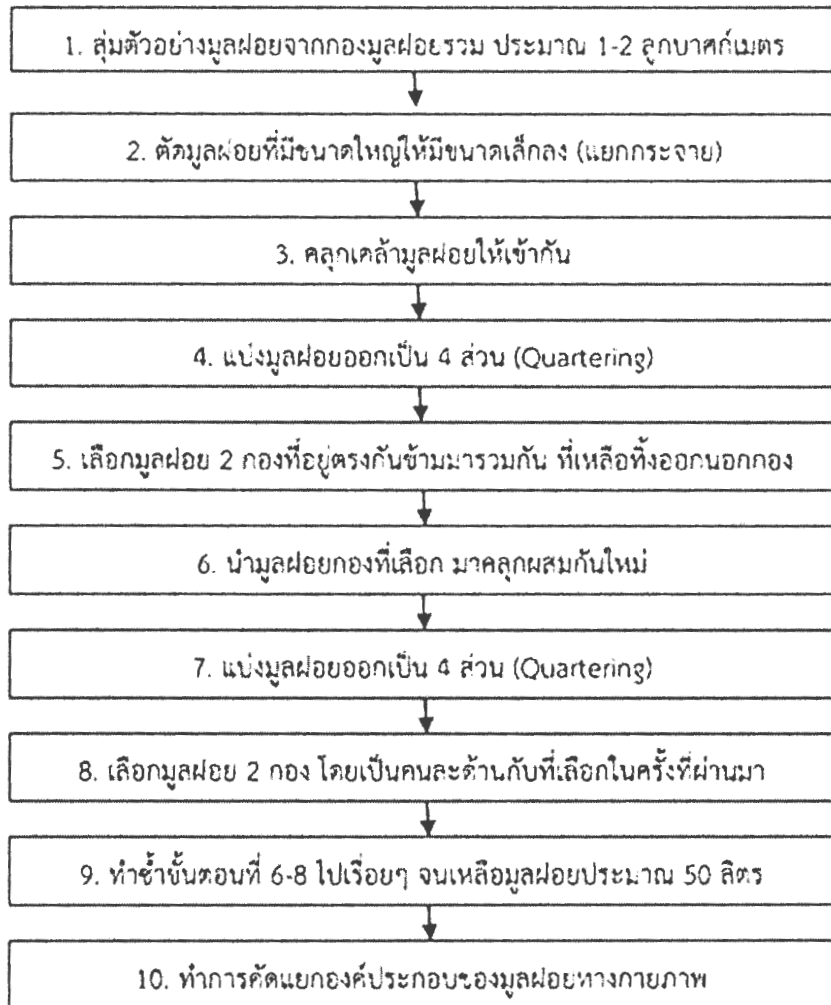 1. สุ่มตัวอย่างมูลฝอยจากกองมูลฝอยรวม ประมาณ 1-2 ลูกบาศก์เมตร
2. ตัดมูลฝอยที่มีขนาดใหญ่ให้มีขนาดเล็กลง (แยกกระจาย)
3. คลุกเคล้ามูลฝอยให้เข้ากัน
4. แบ่งมูลฝอยออกเป็น 4 ส่วน (Quartering)
5. เลือกมูลฝอย 2 กองที่อยู่ตรงกันข้ามมารวมกัน ที่เหลือทิ้งออกนอกกอง
6. นำมูลฝอยกองที่เลือก มาคลุกผสมกันใหม่
7. แบ่งมูลฝอยออกเป็น 4 ส่วน (Quartering)
8. เลือกมูลฝอย 2 กอง โดยเป็นคนละด้านกับที่เลือกในครั้งที่ผ่านมา
9. ทำซ้ำขั้นตอนที่ 6-8 ไปเรื่อยๆ จนเหลือมูลฝอยประมาณ 50 ลิตร
10. ทำการคัดแยกองค์ประกอบของมูลฝอยทางกายภาพ